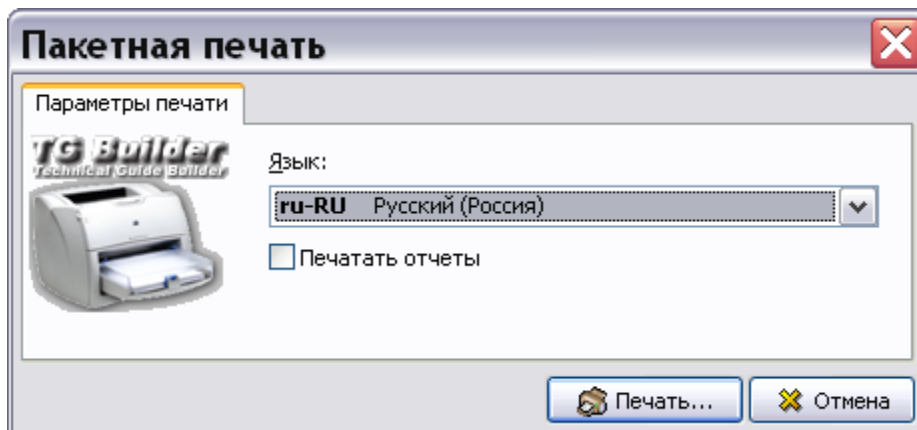 Пакетная печать
Параметры печати
TG Builder
Technical Guide Builder
Язык:
ru-RU Русский (Россия)
Печатать отчеты
Печать...
Отмена